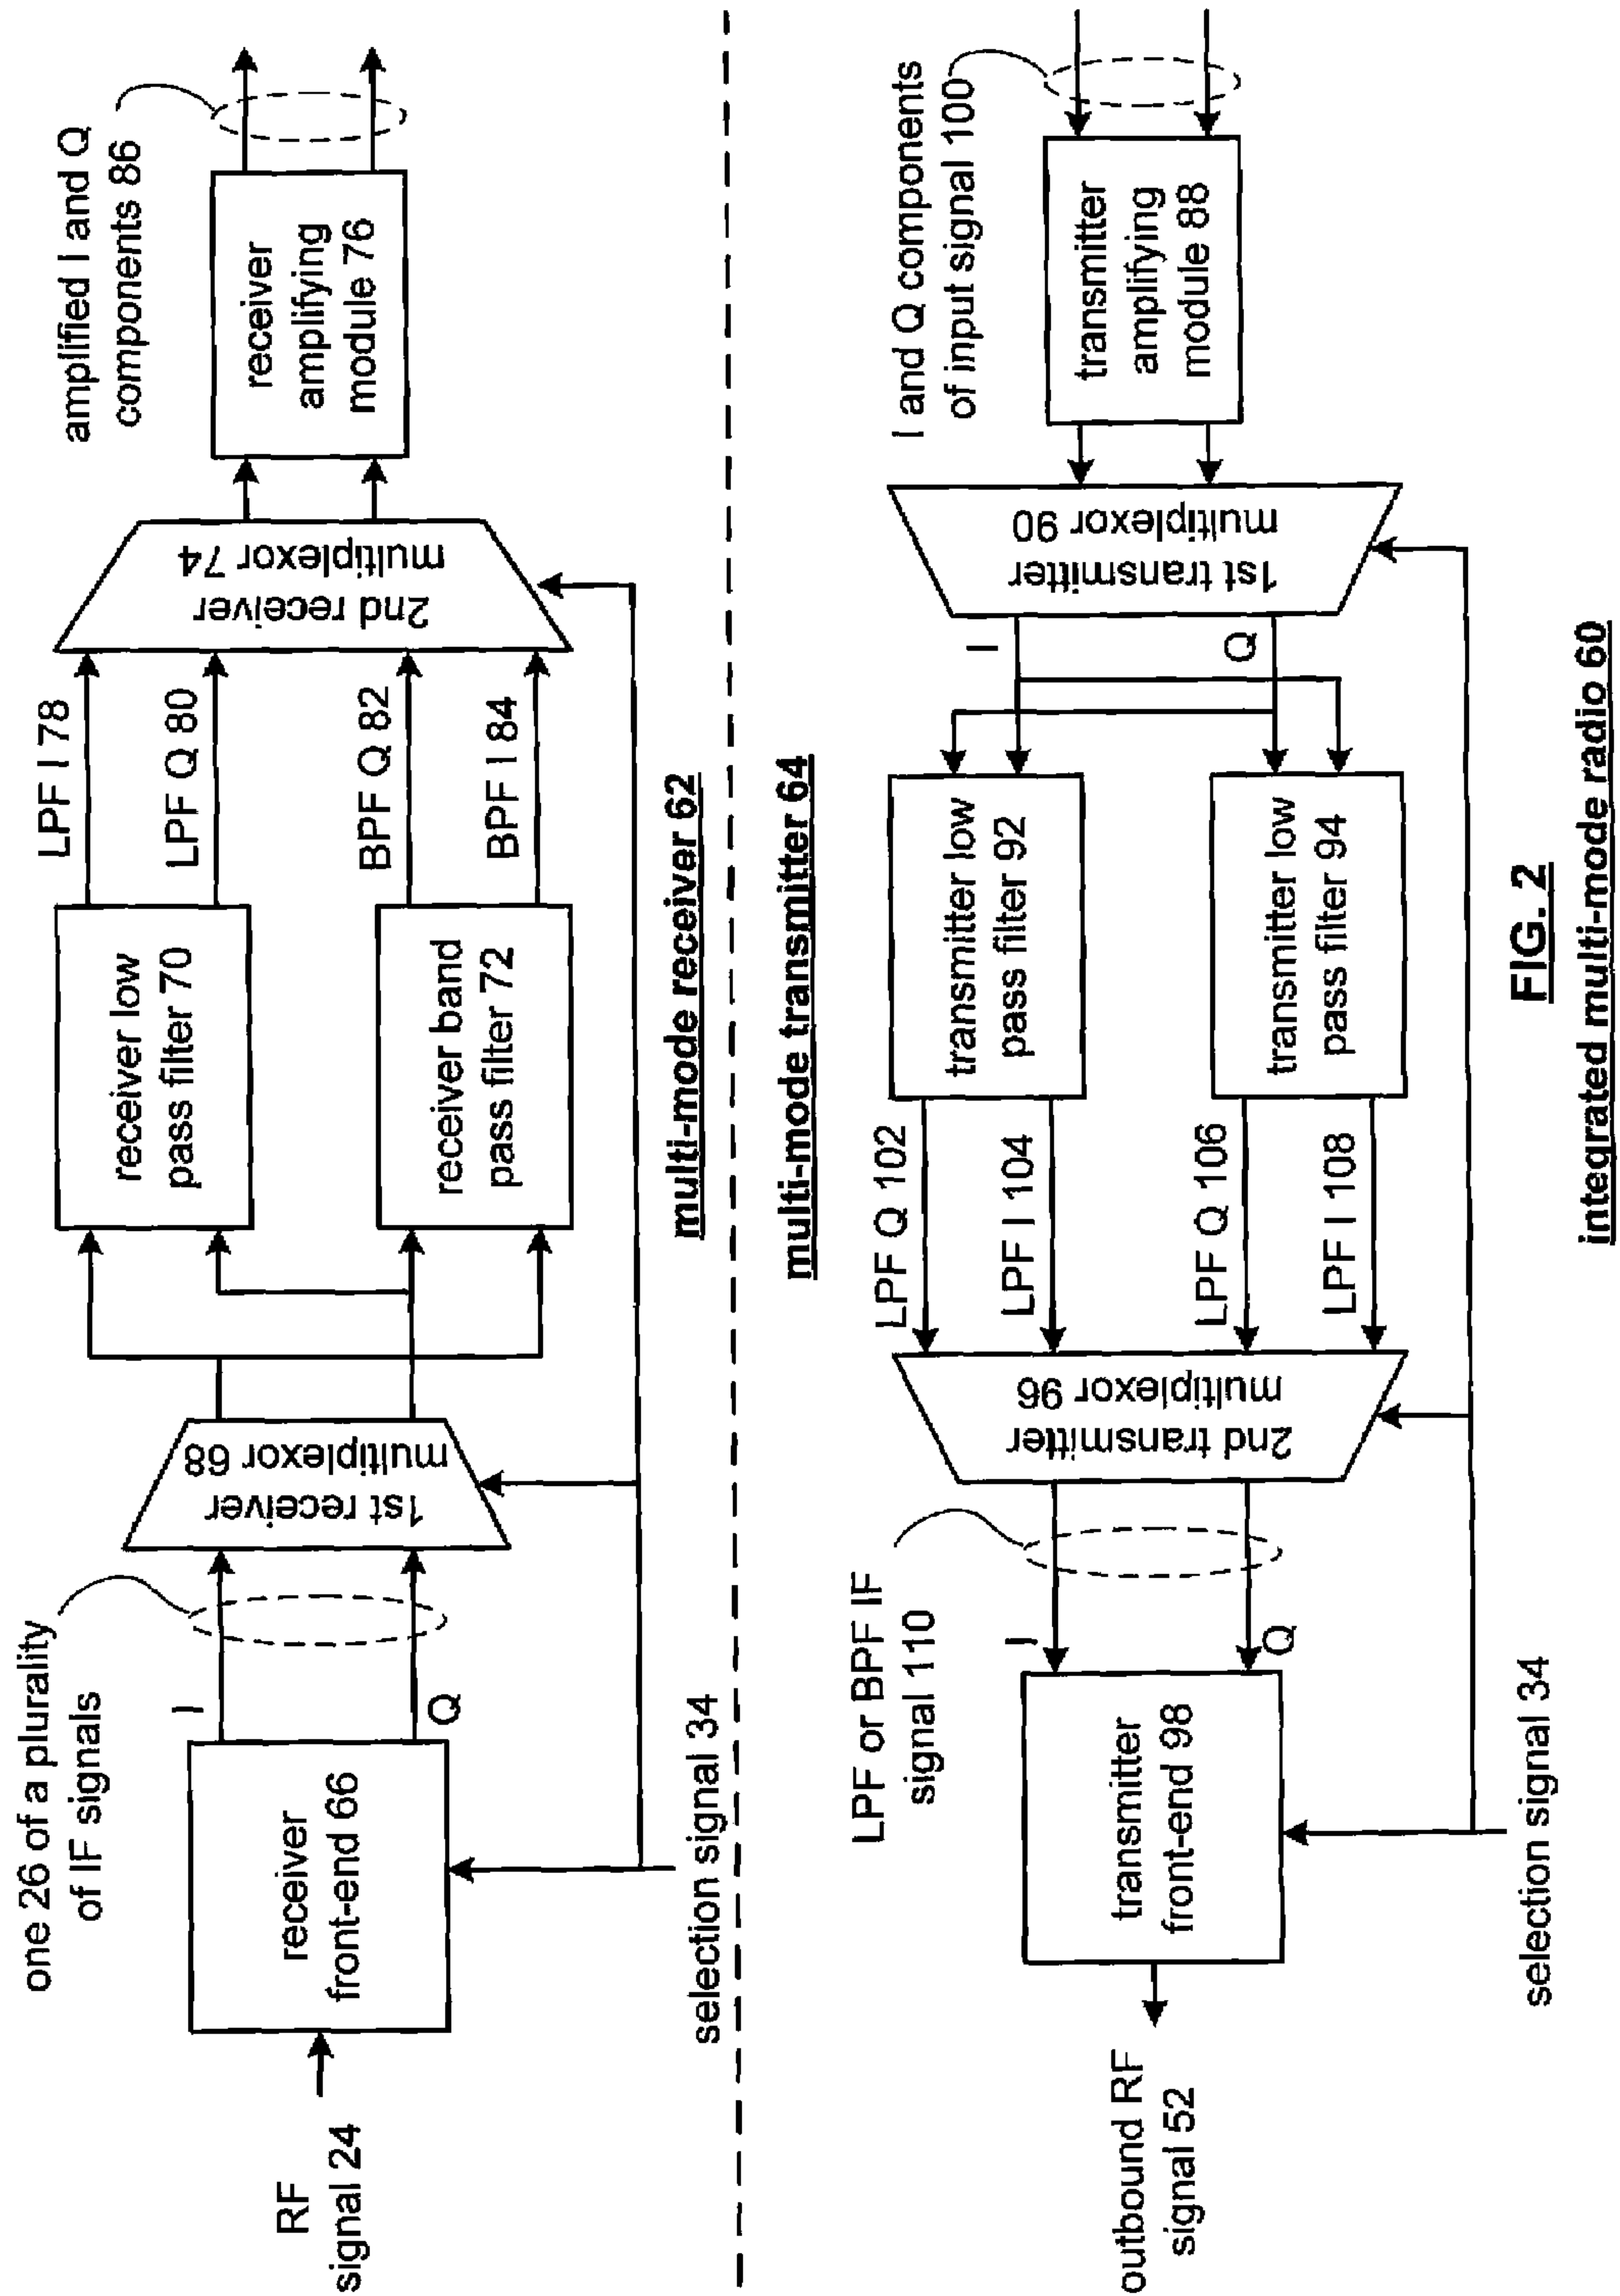 one 26 of a plurality
of IF signals
RF
signal 24
receiver
front-end 66
I
Q
selection signal 34
1st receiver
multiplexor 68
receiver low
pass filter 70
receiver band
pass filter 72
LPF I 78
LPF Q 80
BPF Q 82
BPF I 84
2nd receiver
multiplexor 74
receiver
amplifying
module 76
amplified I and Q
components 86
multi-mode receiver 62
multi-mode transmitter 64
outbound RF
signal 52
transmitter
front-end 98
selection signal 34
LPF or BPF IF
signal 110
I
Q
2nd transmitter
multiplexor 96
LPF Q 102
LPF I 104
LPF Q 106
LPF I 108
transmitter low
pass filter 92
transmitter low
pass filter 94
I
Q
1st transmitter
multiplexor 90
transmitter
amplifying
module 88
I and Q components
of input signal 100
FIG. 2
integrated multi-mode radio 60